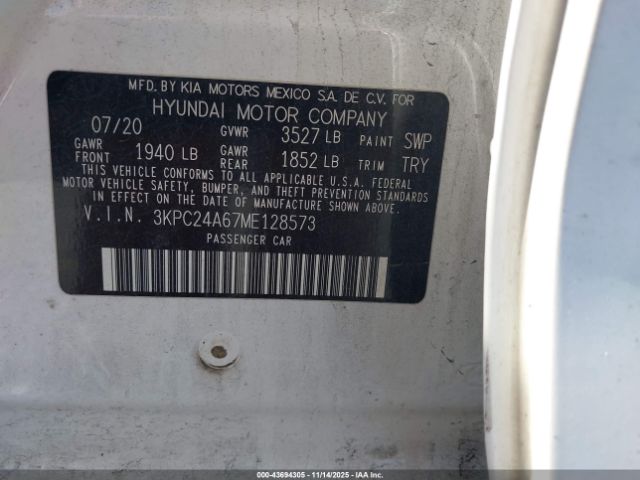 MFD. BY KIA MOTORS MEXICO S.A. DE C.V. FOR
HYUNDAI MOTOR COMPANY
07/20 GVWR 3527 LB PAINT SWP
GAWR FRONT 1940 LB GAWR REAR 1852 LB TRIM TRY
THIS VEHICLE CONFORMS TO ALL APPLICABLE U.S.A. FEDERAL
MOTOR VEHICLE SAFETY, BUMPER, AND THEFT PREVENTION STANDARDS
IN EFFECT ON THE DATE OF MANUFACTURE SHOWN ABOVE.
V.I.N. 3KPC24A67ME128573
PASSENGER CAR
000-43694305 - 11/14/2025 - IAAI.COM